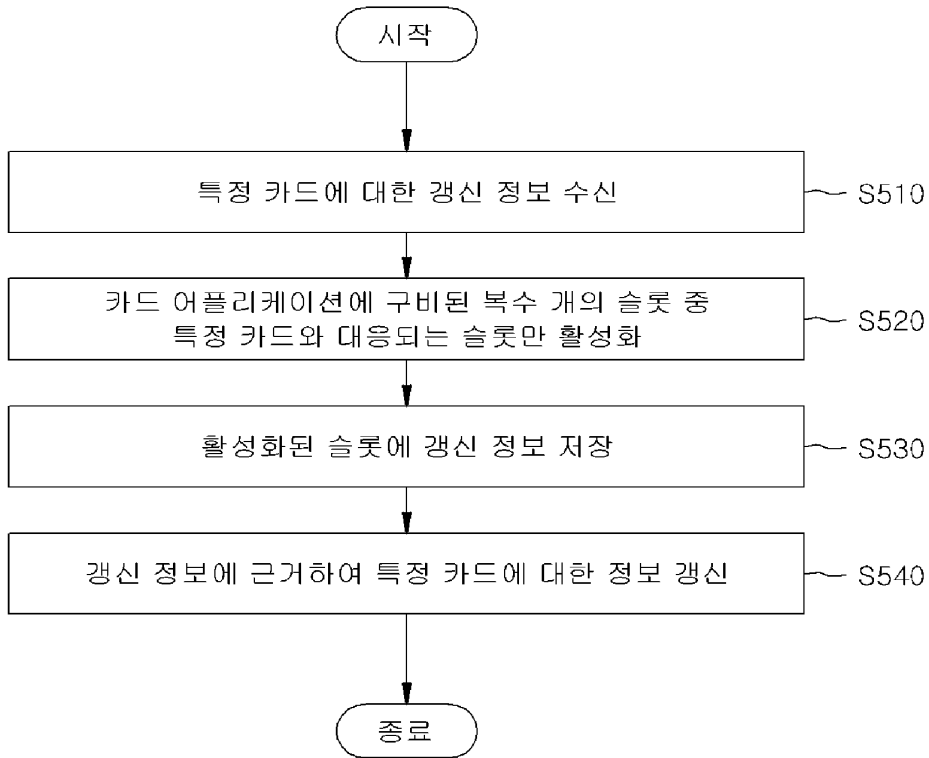 시작
특정 카드에 대한 갱신 정보 수신
S510
카드 어플리케이션에 구비된 복수 개의 슬롯 중
특정 카드와 대응되는 슬롯만 활성화
S520
활성화된 슬롯에 갱신 정보 저장
S530
갱신 정보에 근거하여 특정 카드에 대한 정보 갱신
S540
종료